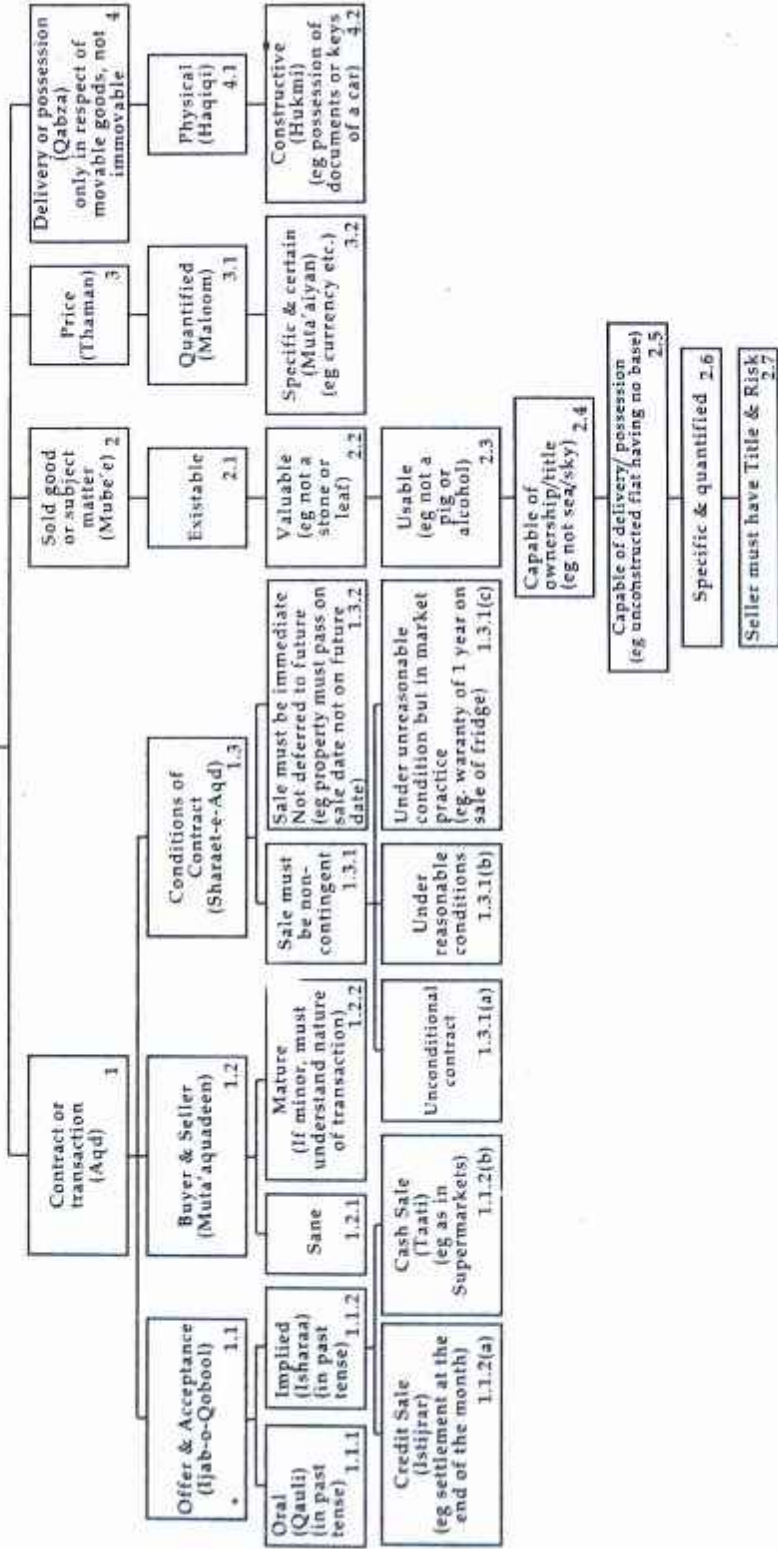 Contract or
transaction
(Aqd)
1
Sold good
or subject
matter
(Mube'e)
2
Price
(Thaman)
3
Delivery or possession
(Qabza)
only in respect of
movable goods, not
immovable
4
Offer & Acceptance
(Ijab-o-Qobool)
1.1
Buyer & Seller
(Muta'aquadeen)
1.2
Conditions of
Contract
(Sharaet-e-Aqd)
1.3
Existable
2.1
Quantified
(Maloom)
3.1
Physical
(Haqiqi)
4.1
Oral
(Qauli)
(in past
tense)
1.1.1
Implied
(Isharaa)
(in past
tense)
1.1.2
Sane
1.2.1
Mature
(If minor, must
understand nature
of transaction)
1.2.2
Sale must
be non-
contingent
1.3.1
Sale must be immediate
Not deferred to future
(eg property must pass on
sale date not on future
date)
1.3.2
Valuable
(eg not a
stone or
leaf)
2.2
Specific & certain
(Muta'aiyan)
(eg currency etc.)
3.2
Constructive
(Hukmi)
(eg possession of
documents or keys
of a car)
4.2
Credit Sale
(Istijrar)
(eg settlement at the
end of the month)
1.1.2(a)
Cash Sale
(Taati)
(eg as in
Supermarkets)
1.1.2(b)
Unconditional
contract
1.3.1(a)
Under
reasonable
conditions
1.3.1(b)
Under unreasonable
condition but in market
practice
(eg. waranty of 1 year on
sale of fridge)
1.3.1(c)
Usable
(eg not a
pig or
alcohol)
2.3
Capable of
ownership/title
(eg not sea/sky)
2.4
Capable of delivery/ possession
(eg unconstructed flat having no base)
2.5
Specific & quantified
2.6
Seller must have Title & Risk
2.7